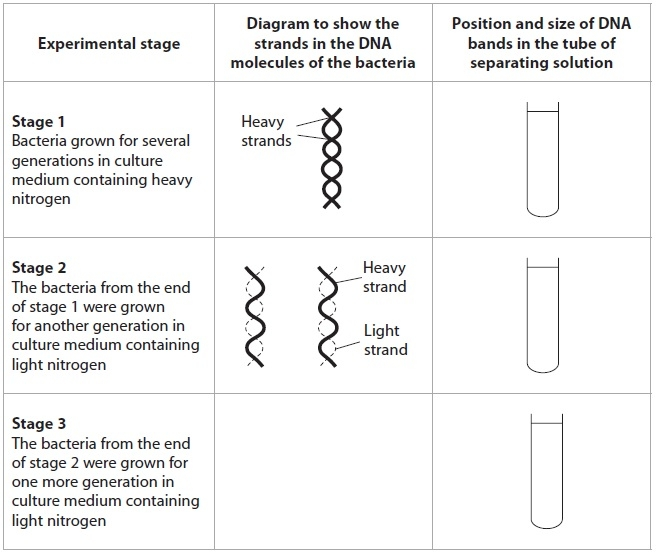 Experimental stage
Diagram to show the
strands in the DNA
molecules of the bacteria
Position and size of DNA
bands in the tube of
separating solution
Stage 1
Bacteria grown for several
generations in culture
medium containing heavy
nitrogen
Heavy
strands
Stage 2
The bacteria from the end
of stage 1 were grown
for another generation in
culture medium containing
light nitrogen
Heavy
strand
Light
strand
Stage 3
The bacteria from the end
of stage 2 were grown for
one more generation in
culture medium containing
light nitrogen